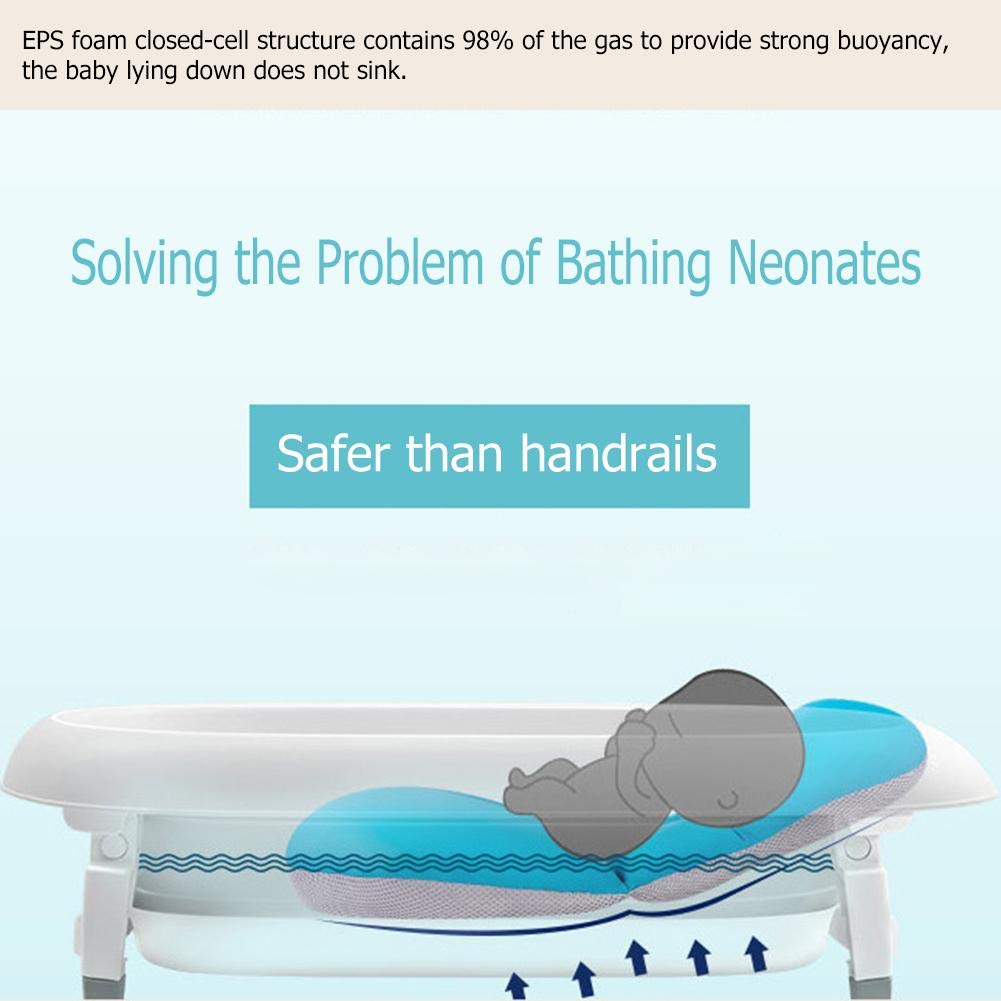 EPS foam closed-cell structure contains 98% of the gas to provide strong buoyancy,
the baby lying down does not sink.
Solving the Problem of Bathing Neonates
Safer than handrails